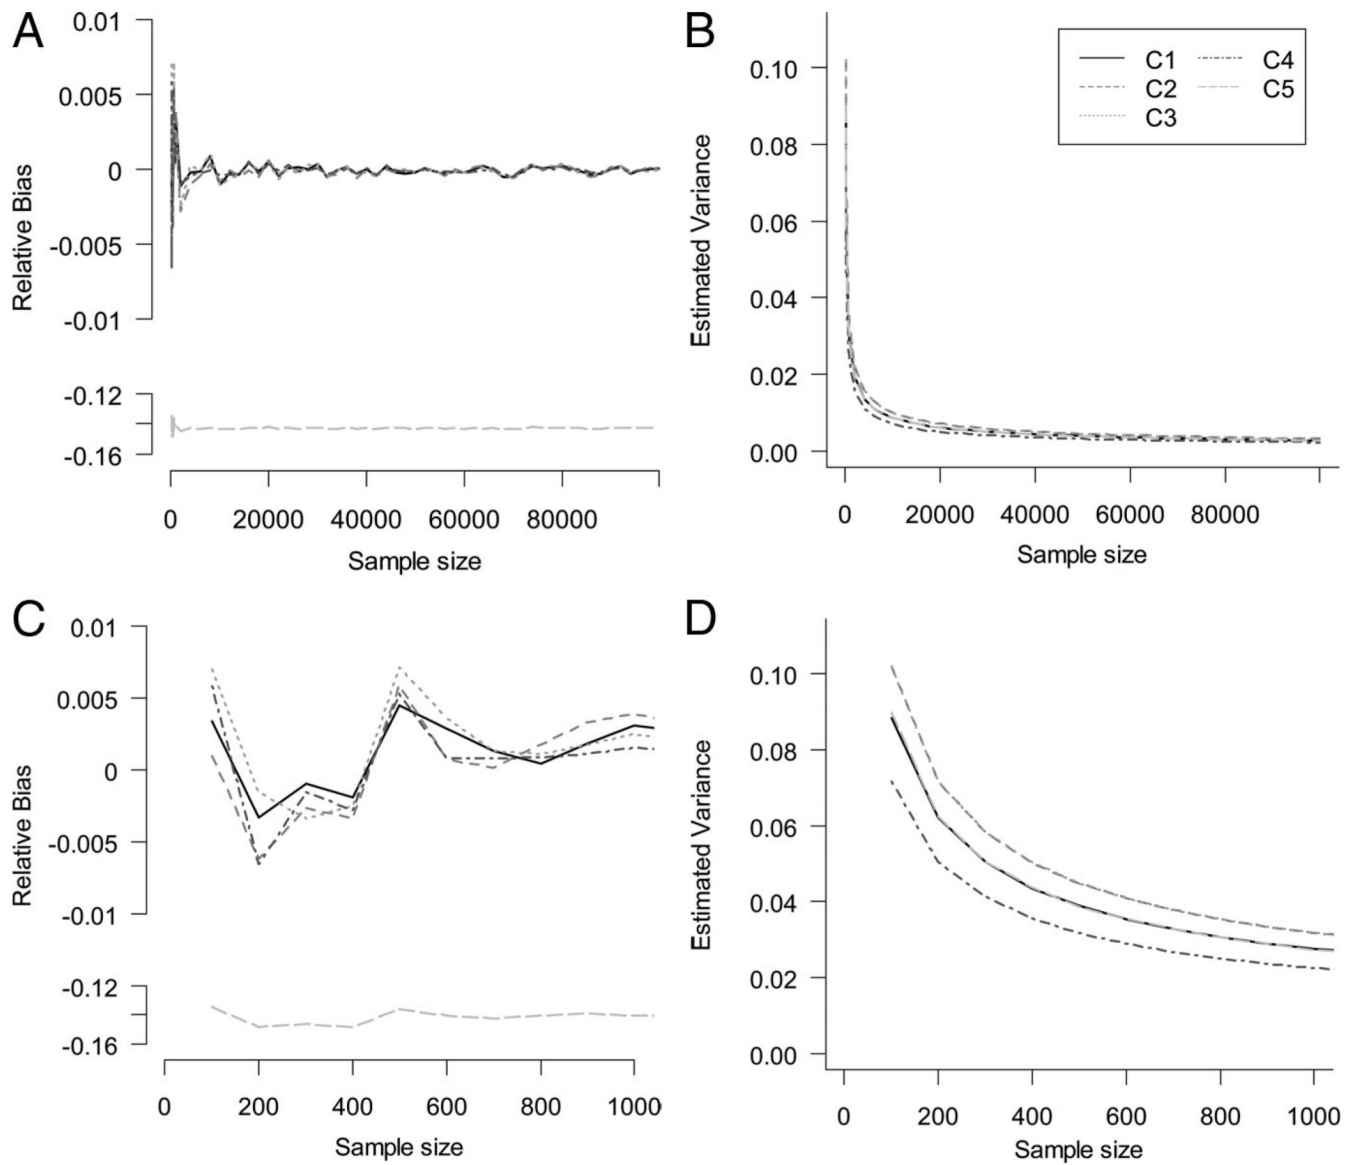 A
0.01
0.005
0
-0.005
-0.01
-0.12
-0.16
Relative Bias
0 20000 40000 60000 80000
Sample size
B
0.10
0.08
0.06
0.04
0.02
0.00
Estimated Variance
C1 C4
C2 C5
C3
0 20000 40000 60000 80000
Sample size
C
0.01
0.005
0
-0.005
-0.01
-0.12
-0.16
Relative Bias
0 200 400 600 800 1000
Sample size
D
0.10
0.08
0.06
0.04
0.02
0.00
Estimated Variance
0 200 400 600 800 1000
Sample size